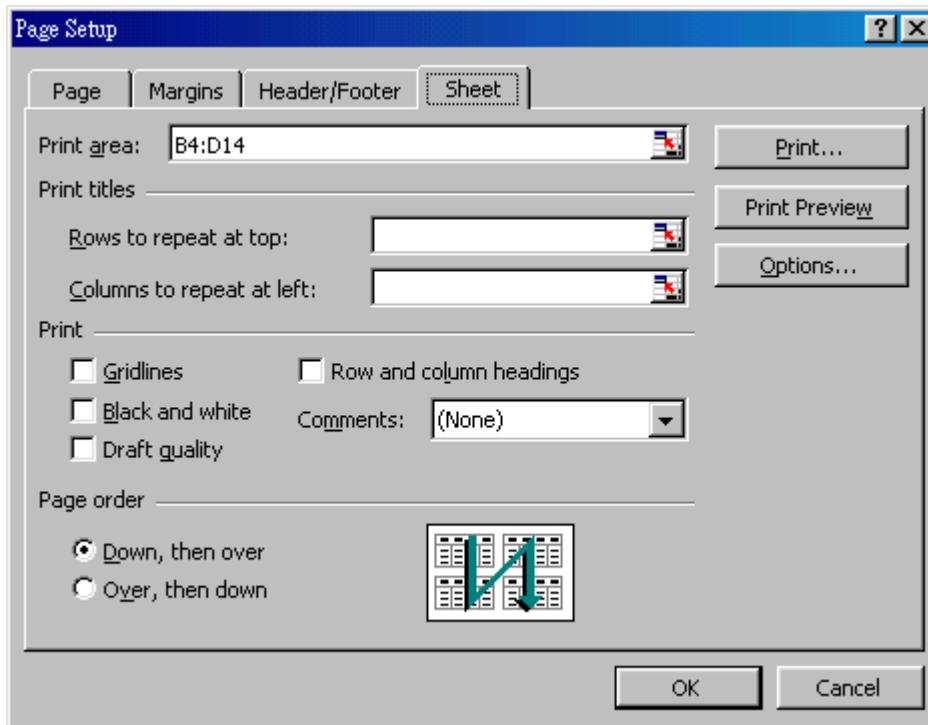 Page Setup
Page Margins Header/Footer Sheet
Print area: B4:D14
Print...
Print titles
Print Preview
Rows to repeat at top:
Options...
Columns to repeat at left:
Print
Gridlines Row and column headings
Black and white Comments: (None)
Draft quality
Page order
Down, then over
Over, then down
OK Cancel